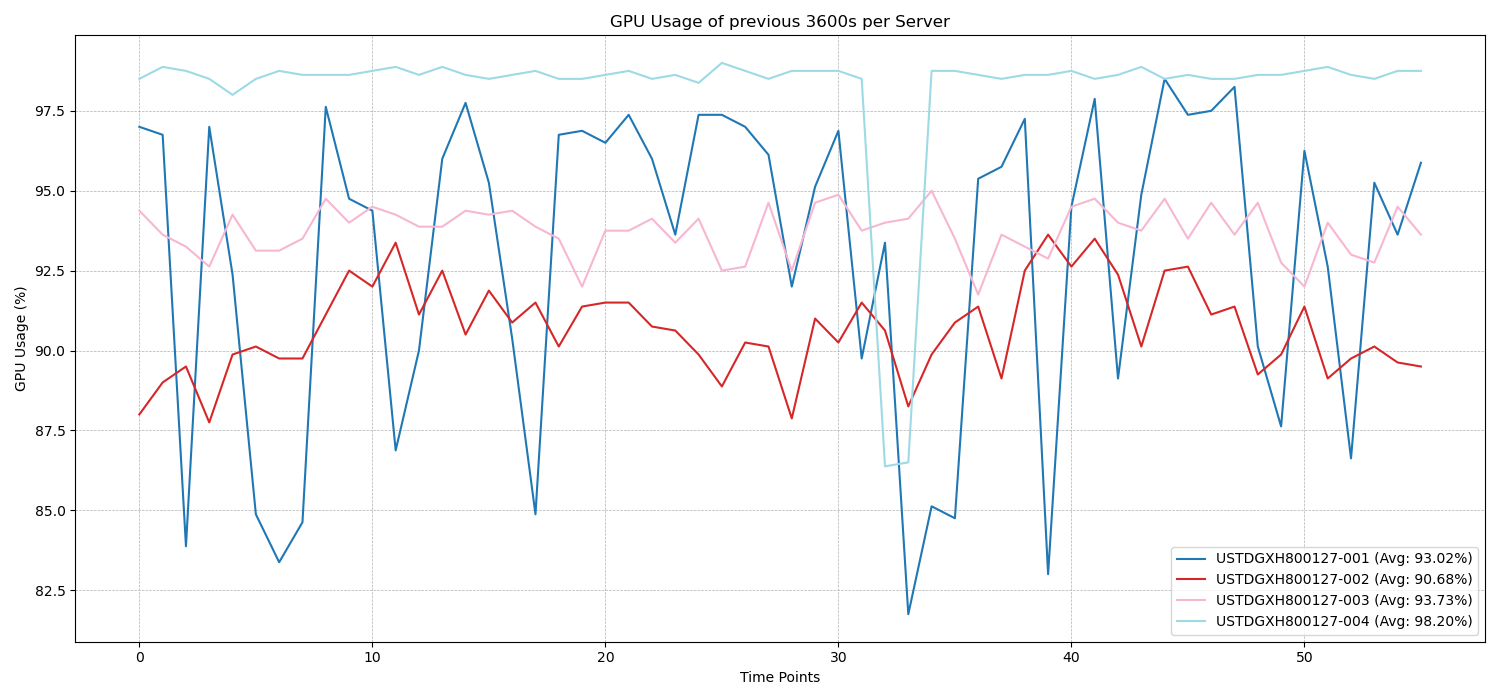 GPU Usage of previous 3600s per Server
GPU Usage (%)
97.5
95.0
92.5
90.0
87.5
85.0
82.5
USTDGXH800127-001 (Avg: 93.02%)
USTDGXH800127-002 (Avg: 90.68%)
USTDGXH800127-003 (Avg: 93.73%)
USTDGXH800127-004 (Avg: 98.20%)
0 10 20 30 40 50
Time Points